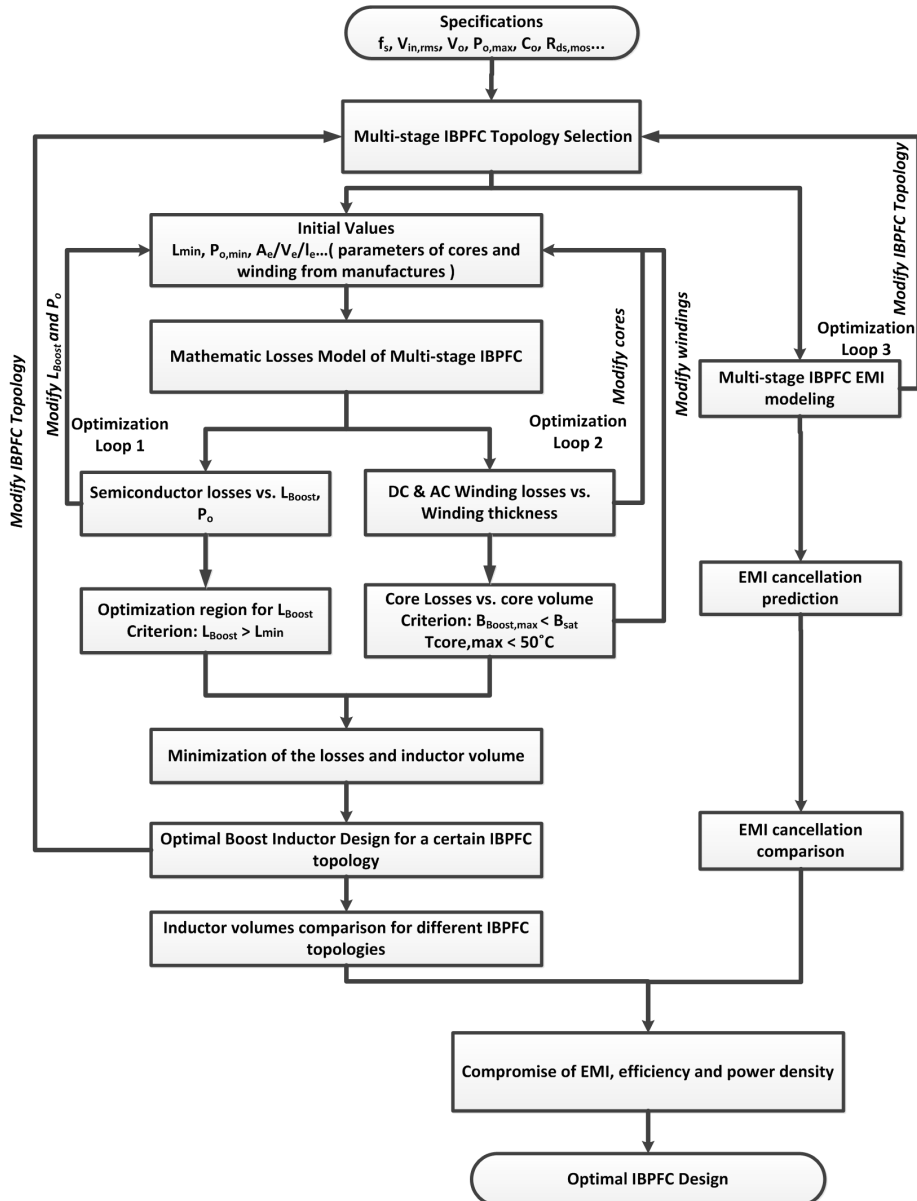 Specifications
fs, Vin,rms, Vo, Po,max, Co, Rds,mos...
Multi-stage IBPFC Topology Selection
Initial Values
Lmin, Po,min, Ae/Ve/le...( parameters of cores and
winding from manufactures )
Mathematic Losses Model of Multi-stage IBPFC
Modify IBPFC Topology
Modify LBoost and Po
Optimization
Loop 1
Modify cores
Modify windings
Optimization
Loop 2
Modify IBPFC Topology
Optimization
Loop 3
Multi-stage IBPFC EMI
modeling
Semiconductor losses vs. LBoost,
Po
DC & AC Winding losses vs.
Winding thickness
Optimization region for LBoost
Criterion: LBoost > Lmin
Core Losses vs. core volume
Criterion: BBoost,max < Bsat
Tcore,max < 50˚C
EMI cancellation
prediction
Minimization of the losses and inductor volume
Optimal Boost Inductor Design for a certain IBPFC
topology
EMI cancellation
comparison
Inductor volumes comparison for different IBPFC
topologies
Compromise of EMI, efficiency and power density
Optimal IBPFC Design